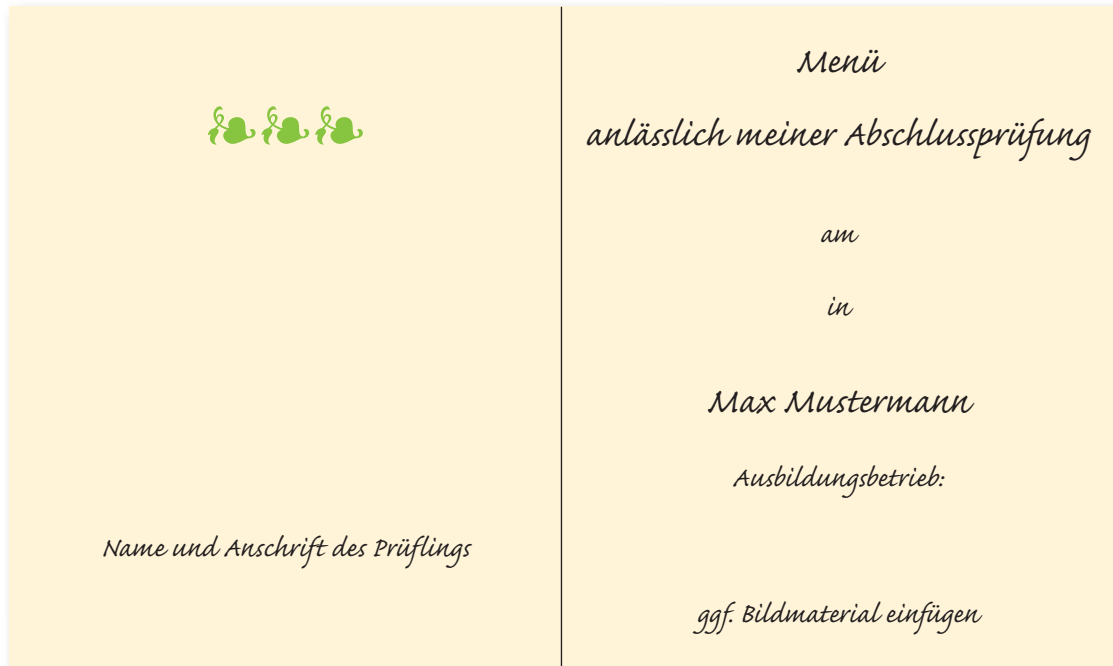 Name und Anschrift des Prüflings
Menü
anlässlich meiner Abschlussprüfung
am
in
Max Mustermann
Ausbildungsbetrieb:
ggf. Bildmaterial einfügen